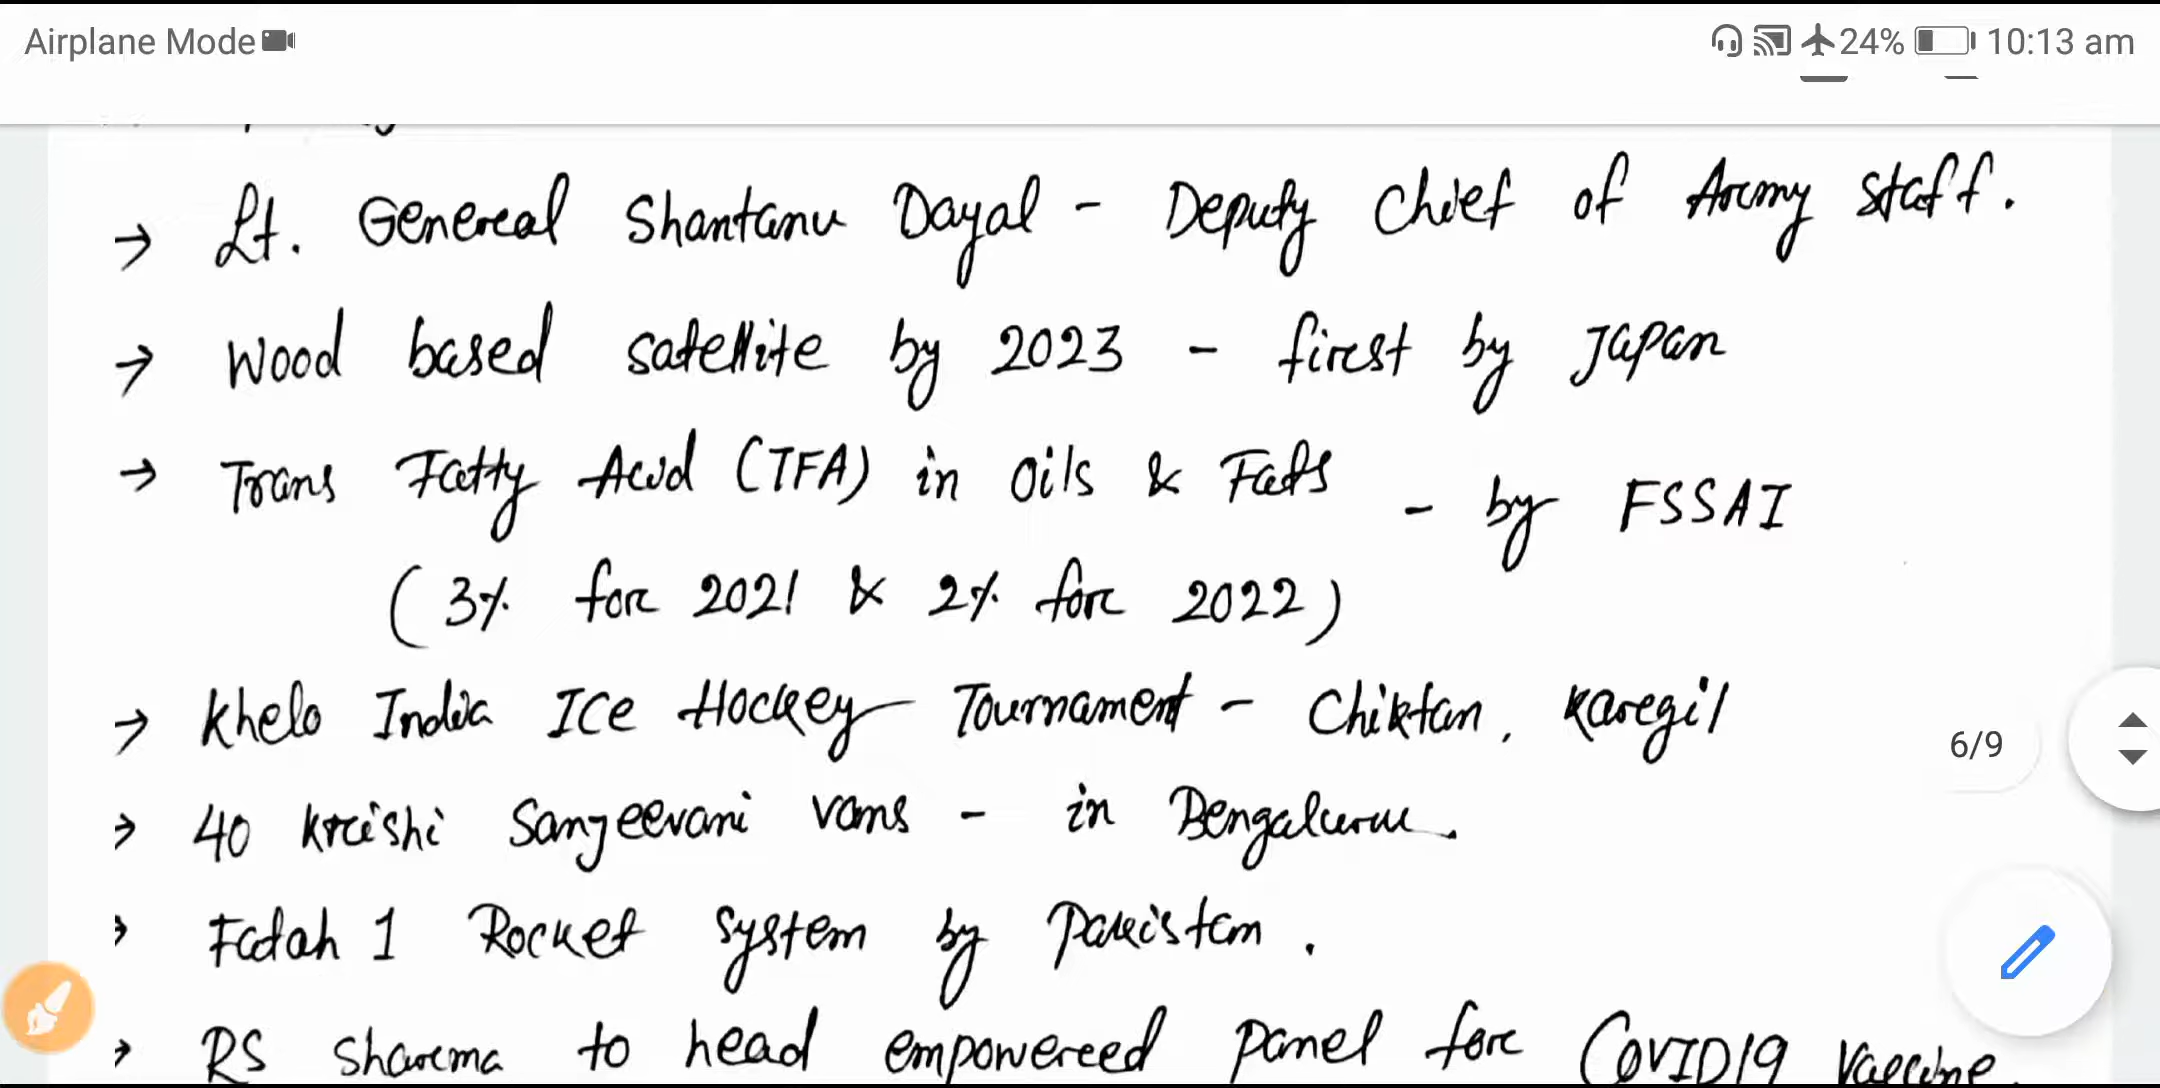 Airplane Mode
24% 10:13 am
→ Lt. General Shantanu Dayal - Deputy Chief of Army Staff.
→ Wood based satellite by 2023 - first by Japan
→ Trans Fatty Acid (TFA) in Oils & Fats - by FSSAI
(3% for 2021 & 2% for 2022)
→ Khelo India Ice Hockey Tournament - Chiktan, Kargil
6/9
→ 40 Krishi Sanjeevani vans - in Bengaluru.
→ Fatah 1 Rocket system by Pakistan.
→ RS Sharma to head empowered panel for COVID19 Vaccine